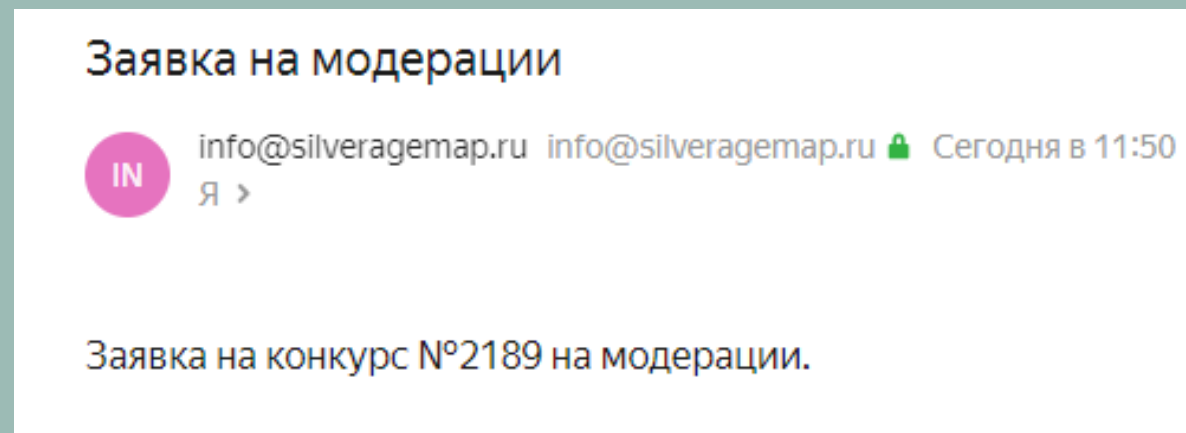 Заявка на модерации
IN
info@silveragemap.ru info@silveragemap.ru Сегодня в 11:50
Я >
Заявка на конкурс №2189 на модерации.